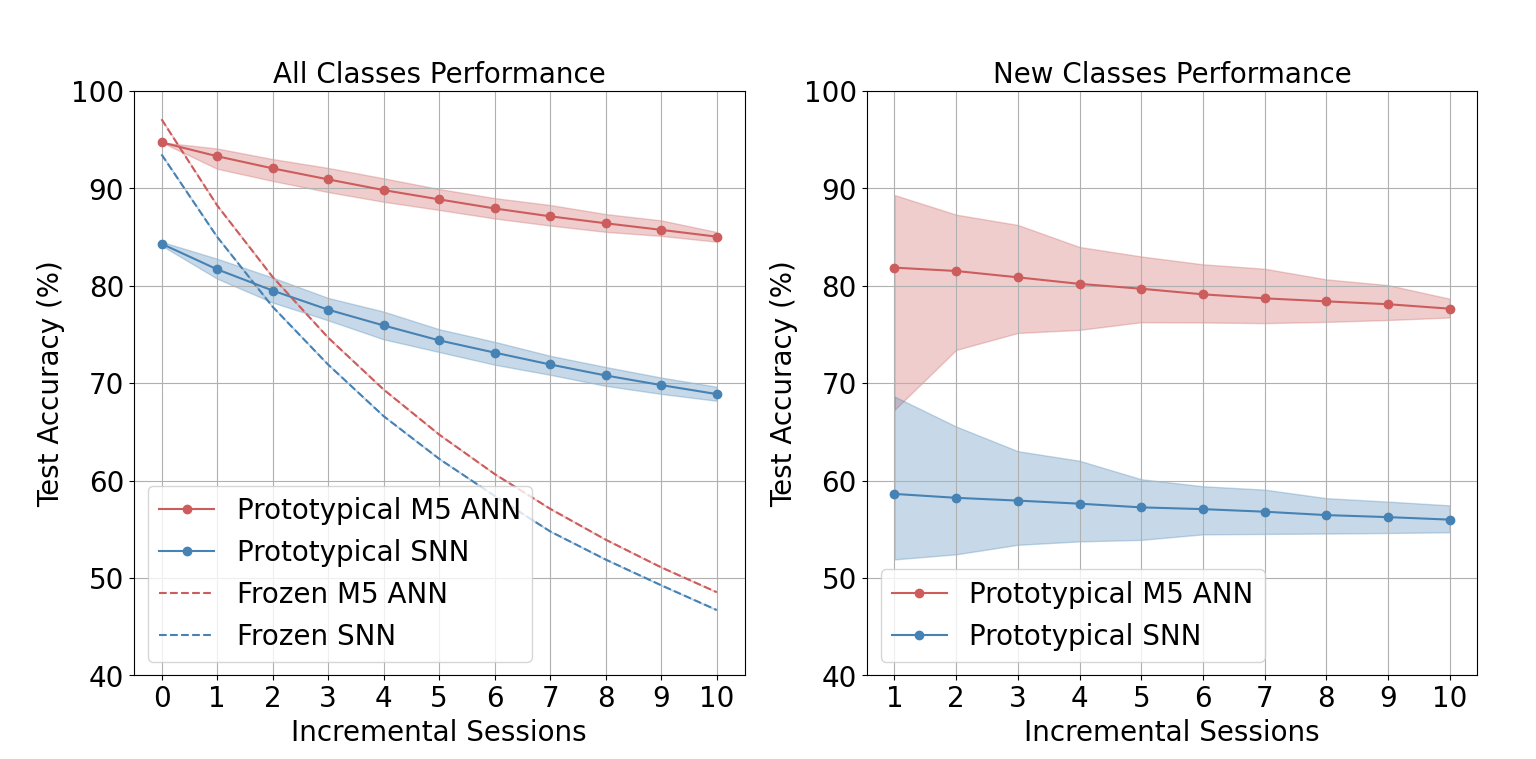 All Classes Performance
100
90
80
70
60
50
40
Test Accuracy (%)
Prototypical M5 ANN
Prototypical SNN
Frozen M5 ANN
Frozen SNN
0 1 2 3 4 5 6 7 8 9 10
Incremental Sessions
New Classes Performance
100
90
80
70
60
50
40
Test Accuracy (%)
Prototypical M5 ANN
Prototypical SNN
1 2 3 4 5 6 7 8 9 10
Incremental Sessions